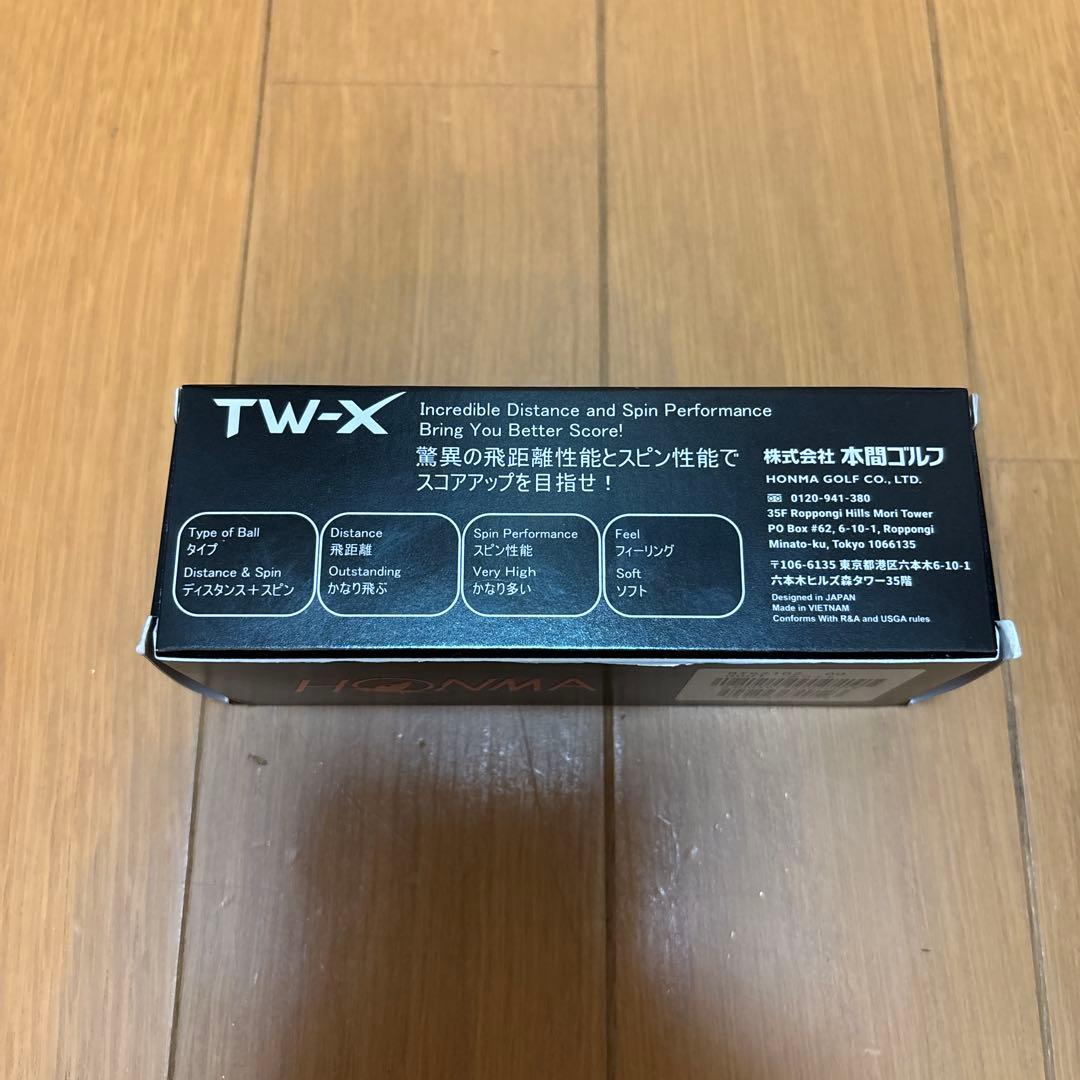 TW-X
Incredible Distance and Spin Performance
Bring You Better Score!
驚異の飛距離性能とスピン性能で
スコアアップを目指せ！
Type of Ball
タイプ
Distance & Spin
ディスタンス＋スピン
Distance
飛距離
Outstanding
かなり飛ぶ
Spin Performance
スピン性能
Very High
かなり多い
Feel
フィーリング
Soft
ソフト
株式会社 本間ゴルフ
HONMA GOLF CO., LTD.
0120-941-380
35F Roppongi Hills Mori Tower
PO Box #62, 6-10-1, Roppongi
Minato-ku, Tokyo 1066135
〒106-6135 東京都港区六本木6-10-1
六本木ヒルズ森タワー35階
Designed in JAPAN
Made in VIETNAM
Conforms With R&A and USGA rules
HONMA